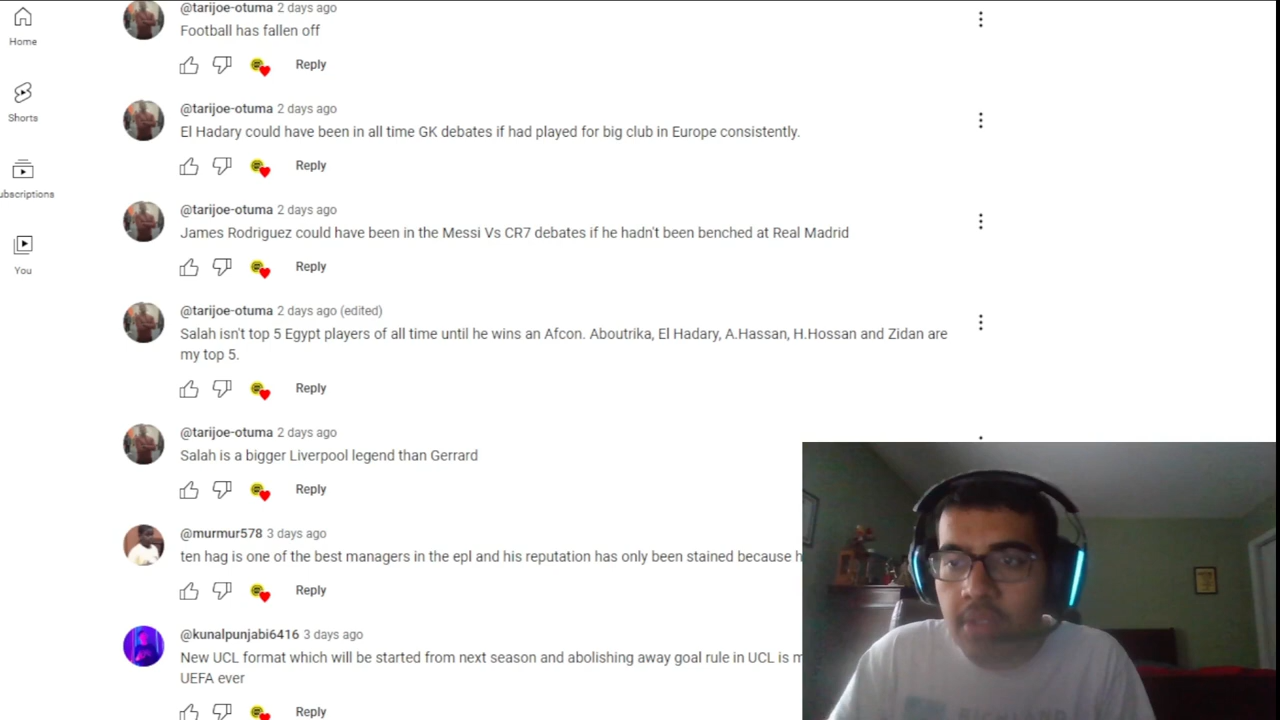 @tarijoe-otuma 2 days ago
Football has fallen off
Reply
Home
@tarijoe-otuma 2 days ago
El Hadary could have been in all time GK debates if had played for big club in Europe consistently.
Reply
Shorts
@tarijoe-otuma 2 days ago
James Rodriguez could have been in the Messi Vs CR7 debates if he hadn't been benched at Real Madrid
Reply
ubscriptions
You
@tarijoe-otuma 2 days ago (edited)
Salah isn't top 5 Egypt players of all time until he wins an Afcon. Aboutrika, El Hadary, A.Hassan, H.Hossan and Zidan are
my top 5.
Reply
@tarijoe-otuma 2 days ago
Salah is a bigger Liverpool legend than Gerrard
Reply
@murmur578 3 days ago
ten hag is one of the best managers in the epl and his reputation has only been stained because h
Reply
@kunalpunjabi6416 3 days ago
New UCL format which will be started from next season and abolishing away goal rule in UCL is m
UEFA ever
Reply